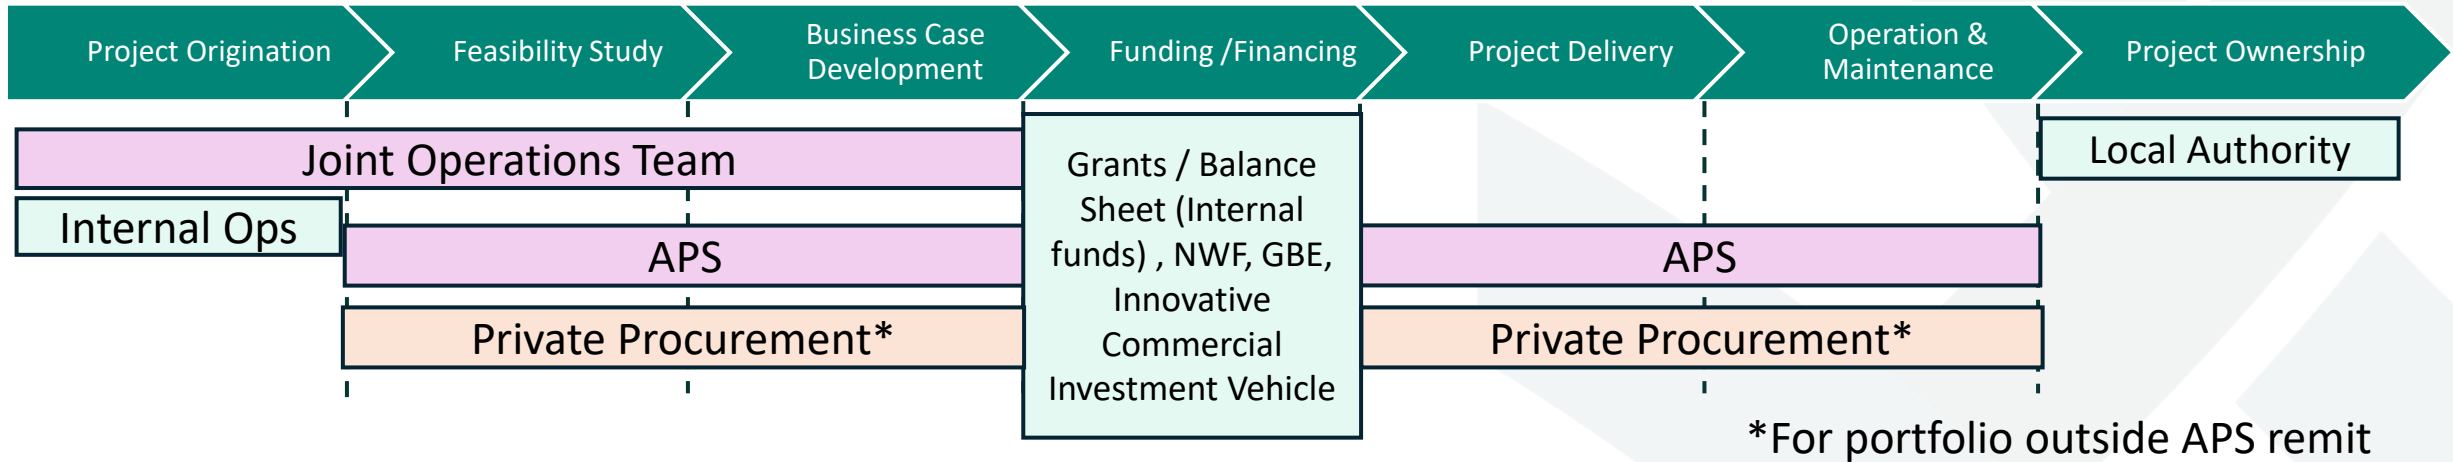 Project Origination
Feasibility Study
Business Case
Development
Funding /Financing
Project Delivery
Operation &
Maintenance
Project Ownership
Joint Operations Team
Internal Ops
APS
Private Procurement*
Grants / Balance
Sheet (Internal
funds) , NWF, GBE,
Innovative
Commercial
Investment Vehicle
APS
Private Procurement*
Local Authority
*For portfolio outside APS remit